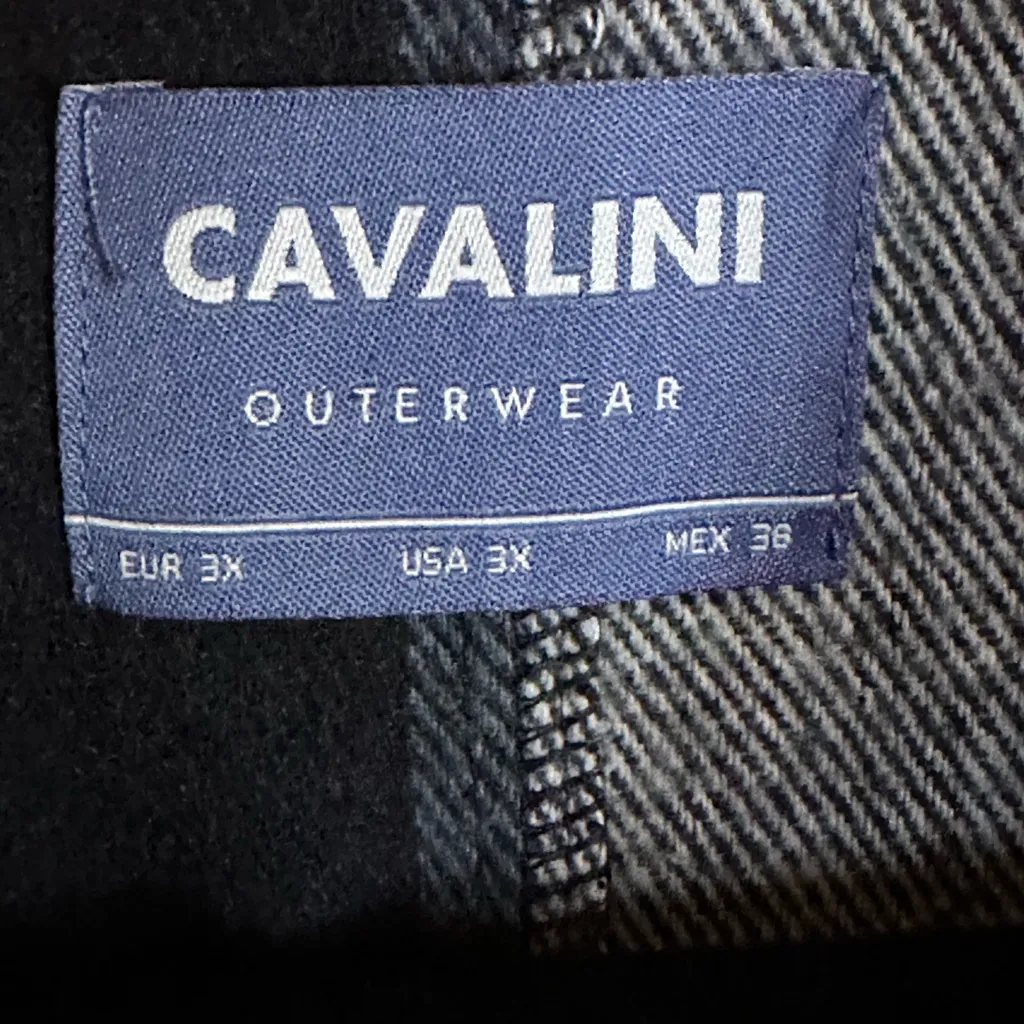 CAVALINI
OUTERWEAR
EUR 3X USA 3X MEX 38